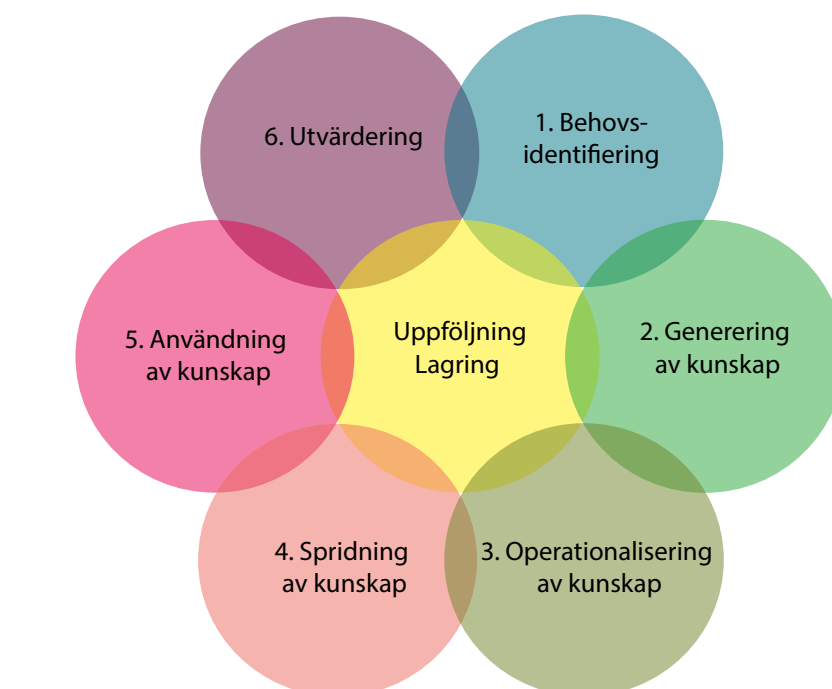 1. Behovs-
identifiering
2. Generering
av kunskap
3. Operationalisering
av kunskap
4. Spridning
av kunskap
5. Användning
av kunskap
6. Utvärdering
Uppföljning
Lagring